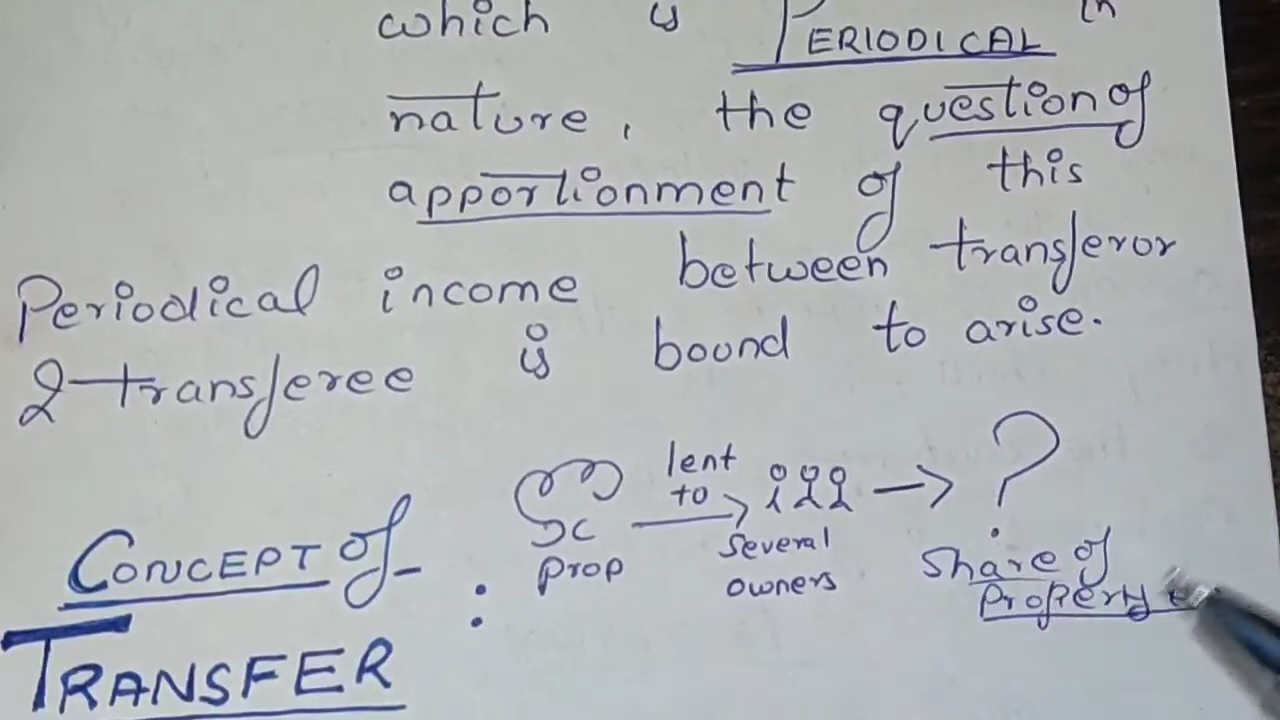 which is PERIODICAL in
nature, the question of
apportionment of this
Periodical income between transferor
& transferee is bound to arise.
CONCEPT of
TRANSFER :
prop
lent
to
several
owners
?
Share of
Property